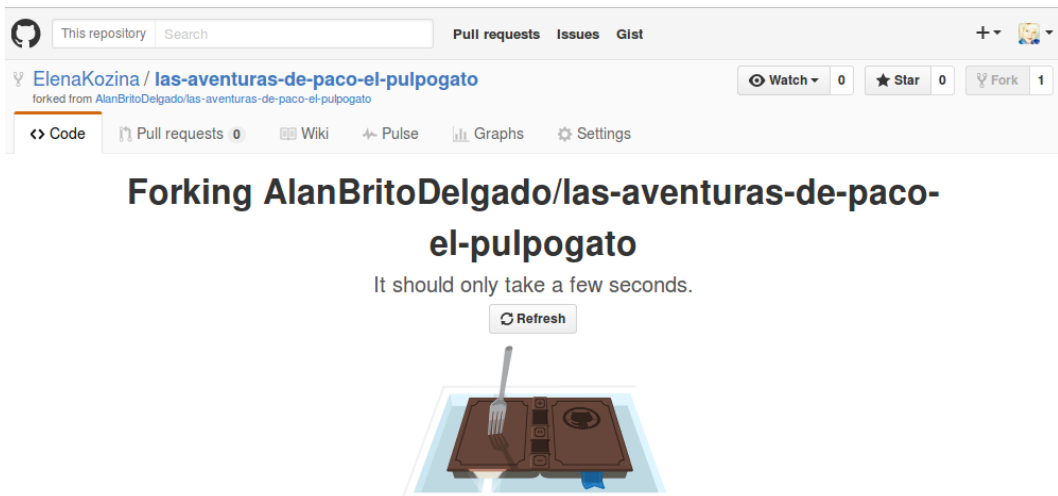 This repository Search Pull requests Issues Gist
ElenaKozina / las-aventuras-de-paco-el-pulpogato Watch 0 Star 0 Fork 1
forked from AlanBritoDelgado/las-aventuras-de-paco-el-pulpogato
<> Code Pull requests 0 Wiki Pulse Graphs Settings
Forking AlanBritoDelgado/las-aventuras-de-paco-
el-pulpogato
It should only take a few seconds.
Refresh